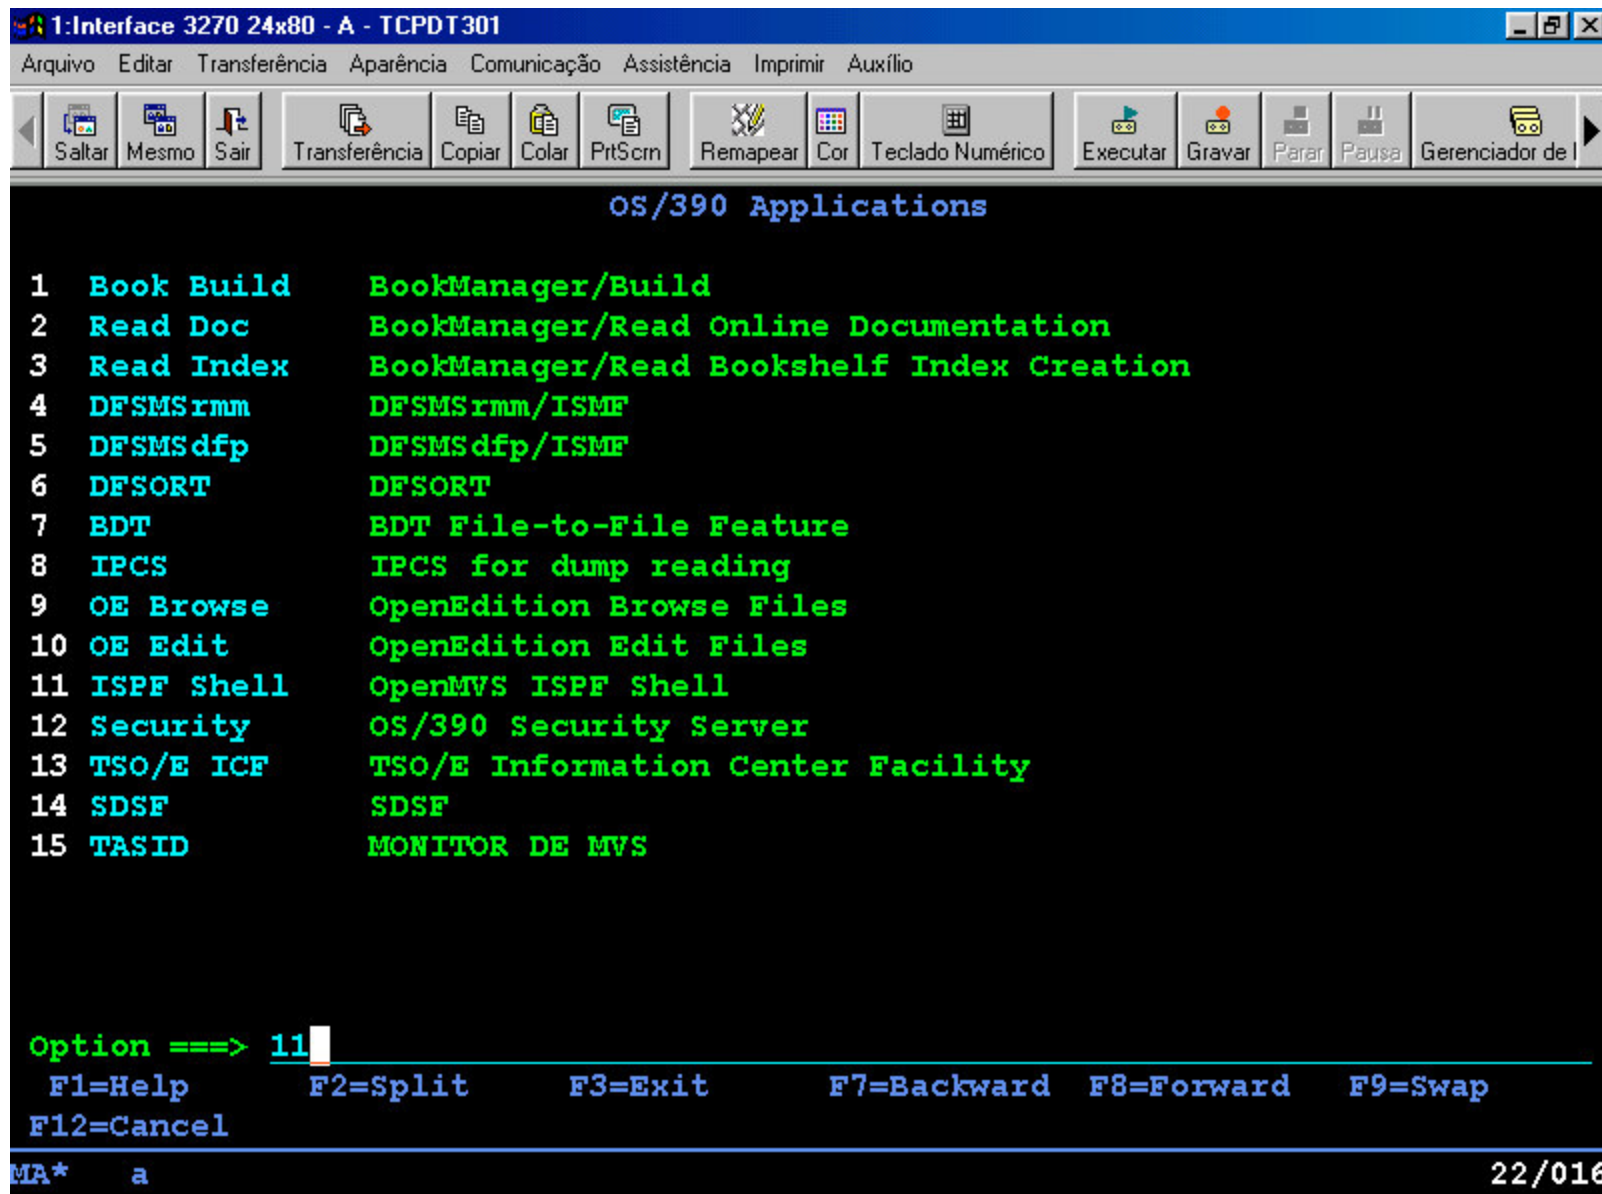 1:Interface 3270 24x80 - A - TCPDT301
Arquivo Editar Transferência Aparência Comunicação Assistência Imprimir Auxílio
Saltar Mesmo Sair Transferência Copiar Colar PrtScrn Remapear Cor Teclado Numérico Executar Gravar Parar Pausa Gerenciador de
OS/390 Applications
1 Book Build BookManager/Build
2 Read Doc BookManager/Read Online Documentation
3 Read Index BookManager/Read Bookshelf Index Creation
4 DFSMSrmm DFSMSrmm/ISMF
5 DFSMSdfp DFSMSdfp/ISMF
6 DFSORT DFSORT
7 BDT BDT File-to-File Feature
8 IPCS IPCS for dump reading
9 OE Browse OpenEdition Browse Files
10 OE Edit OpenEdition Edit Files
11 ISPF Shell OpenMVS ISPF Shell
12 Security OS/390 Security Server
13 TSO/E ICF TSO/E Information Center Facility
14 SDSF SDSF
15 TASID MONITOR DE MVS
Option ===> 11
F1=Help F2=Split F3=Exit F7=Backward F8=Forward F9=Swap
F12=Cancel
MA* a 22/016